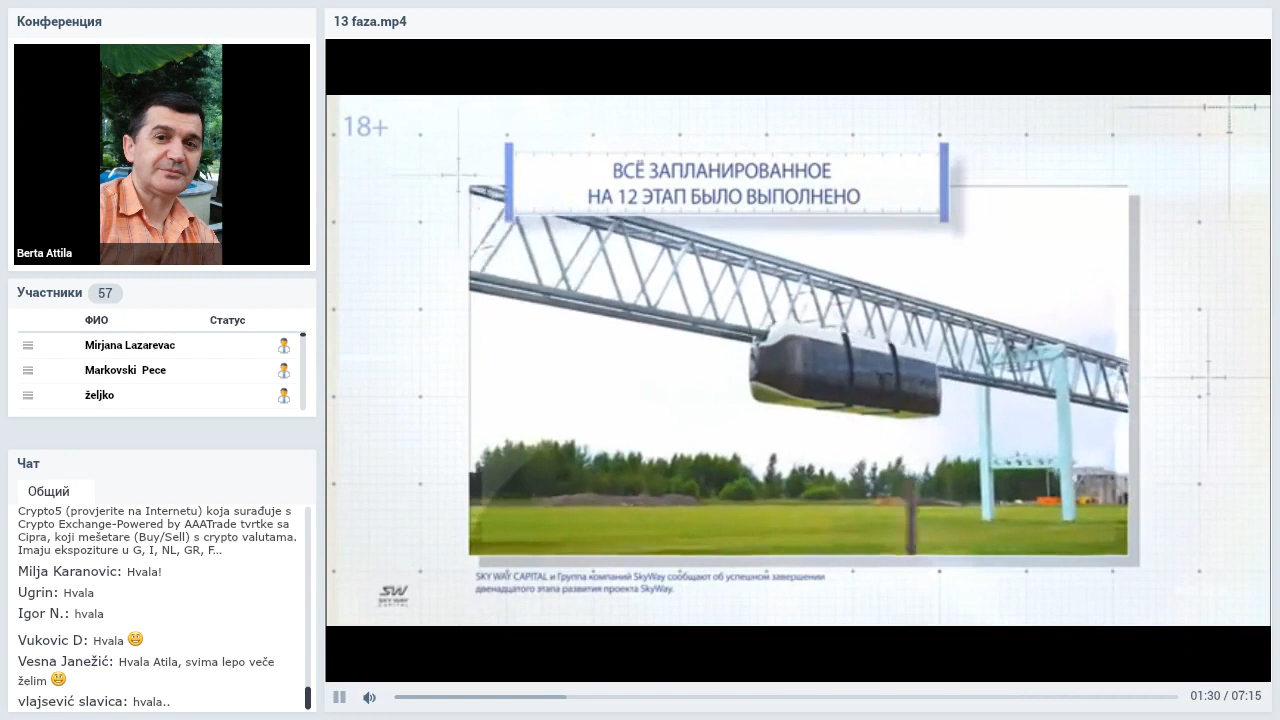 Конференция
Berta Attila
Участники 57
ФИО Статус
Mirjana Lazarevac
Markovski Pece
željko
Чат
Общий
Crypto5 (provjerite na Internetu) koja surađuje s
Crypto Exchange-Powered by AAATrade tvrtke sa
Cipra, koji mešetare (Buy/Sell) s crypto valutama.
Imaju ekspoziture u G, I, NL, GR, F...
Milja Karanovic: Hvala!
Ugrin: Hvala
Igor N.: hvala
Vukovic D: Hvala
Vesna Janežić: Hvala Atila, svima lepo veče
želim
vlajsević slavica: hvala..
13 faza.mp4
18+
ВСЁ ЗАПЛАНИРОВАННОЕ
НА 12 ЭТАП БЫЛО ВЫПОЛНЕНО
SKY WAY CAPITAL и Группа компаний SkyWay сообщают об успешном завершении
двенадцатого этапа развития проекта SkyWay.
SW
SKY WAY
CAPITAL
01:30 / 07:15